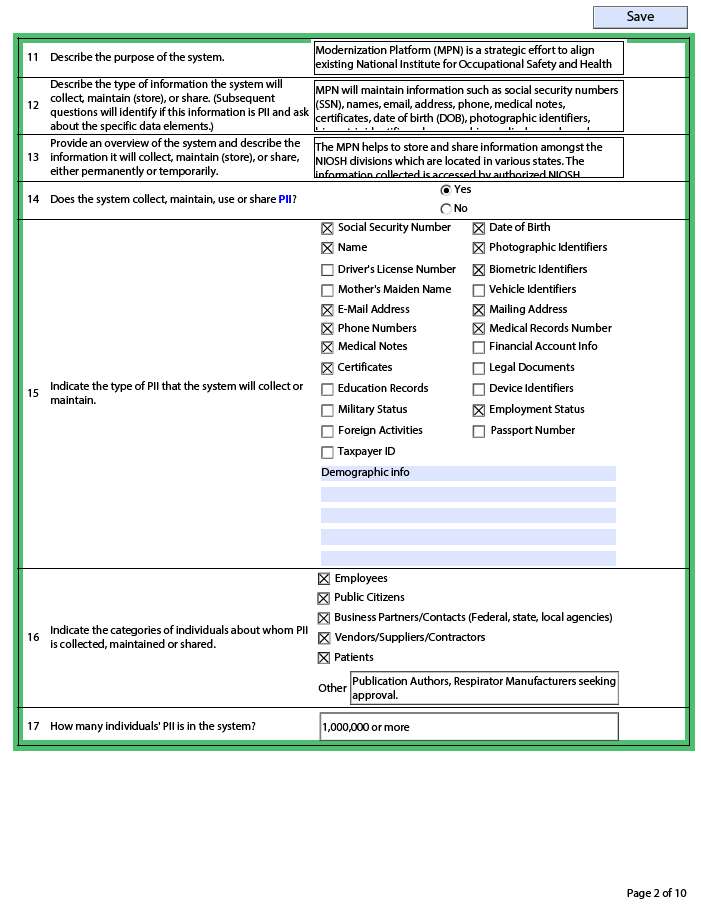 Save
11 Describe the purpose of the system.
Modernization Platform (MPN) is a strategic effort to align
existing National Institute for Occupational Safety and Health
12 Describe the type of information the system will
collect, maintain (store), or share. (Subsequent
questions will identify if this information is PII and ask
about the specific data elements.)
MPN will maintain information such as social security numbers
(SSN), names, email, address, phone, medical notes,
certificates, date of birth (DOB), photographic identifiers,
13 Provide an overview of the system and describe the
information it will collect, maintain (store), or share,
either permanently or temporarily.
The MPN helps to store and share information amongst the
NIOSH divisions which are located in various states. The
information collected is accessed by authorized NIOSH
14 Does the system collect, maintain, use or share PII?
Yes
No
15 Indicate the type of PII that the system will collect or
maintain.
Social Security Number Date of Birth
Name Photographic Identifiers
Driver's License Number Biometric Identifiers
Mother's Maiden Name Vehicle Identifiers
E-Mail Address Mailing Address
Phone Numbers Medical Records Number
Medical Notes Financial Account Info
Certificates Legal Documents
Education Records Device Identifiers
Military Status Employment Status
Foreign Activities Passport Number
Taxpayer ID
Demographic info
16 Indicate the categories of individuals about whom PII
is collected, maintained or shared.
Employees
Public Citizens
Business Partners/Contacts (Federal, state, local agencies)
Vendors/Suppliers/Contractors
Patients
Other Publication Authors, Respirator Manufacturers seeking
approval.
17 How many individuals' PII is in the system?
1,000,000 or more
Page 2 of 10